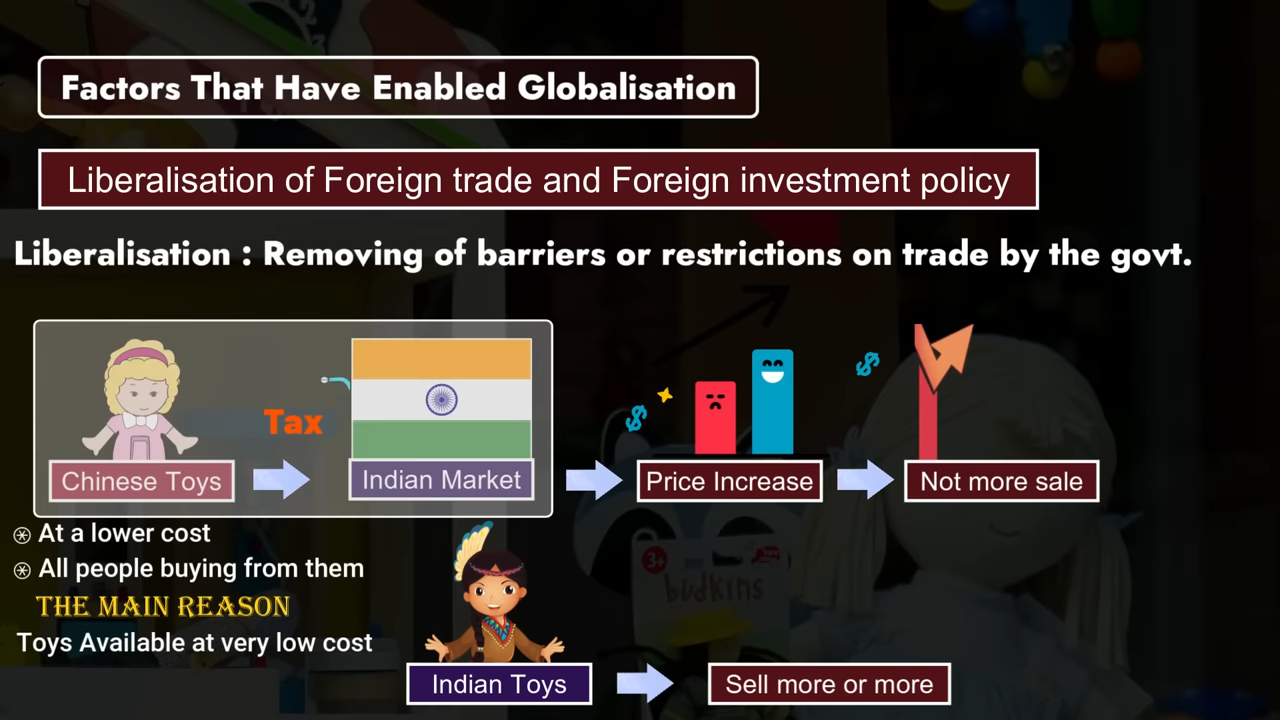 Factors That Have Enabled Globalisation
Liberalisation of Foreign trade and Foreign investment policy
Liberalisation : Removing of barriers or restrictions on trade by the govt.
Tax
Chinese Toys
Indian Market
Price Increase
Not more sale
At a lower cost
All people buying from them
THE MAIN REASON
Toys Available at very low cost
3+
budkins
Indian Toys
Sell more or more